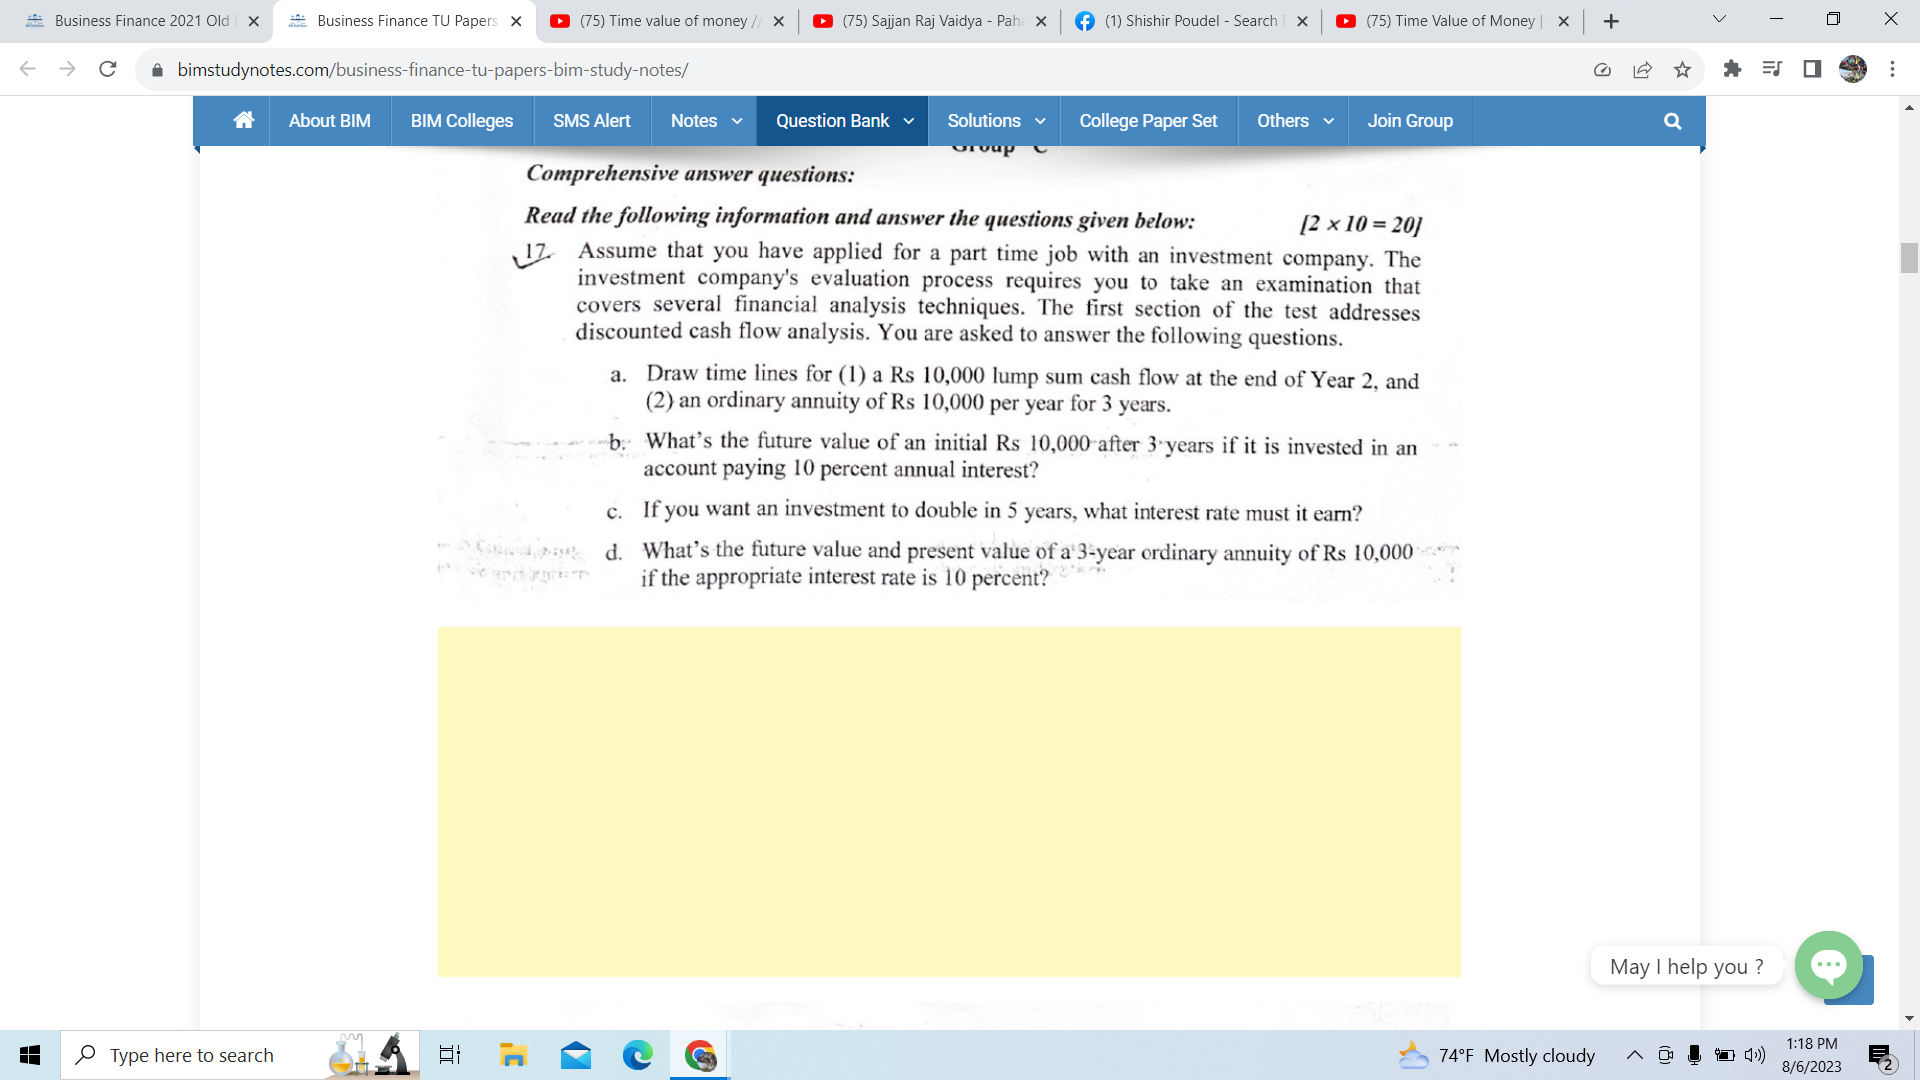 Business Finance 2021 Old
Business Finance TU Papers
(75) Time value of money //
(75) Sajjan Raj Vaidya - Paha
(1) Shishir Poudel - Search
(75) Time Value of Money |
bimstudynotes.com/business-finance-tu-papers-bim-study-notes/
About BIM
BIM Colleges
SMS Alert
Notes
Question Bank
Solutions
College Paper Set
Others
Join Group
Group C
Comprehensive answer questions:
Read the following information and answer the questions given below: [2 × 10 = 20]
17. Assume that you have applied for a part time job with an investment company. The
investment company's evaluation process requires you to take an examination that
covers several financial analysis techniques. The first section of the test addresses
discounted cash flow analysis. You are asked to answer the following questions.
a. Draw time lines for (1) a Rs 10,000 lump sum cash flow at the end of Year 2, and
(2) an ordinary annuity of Rs 10,000 per year for 3 years.
b. What's the future value of an initial Rs 10,000 after 3 years if it is invested in an
account paying 10 percent annual interest?
c. If you want an investment to double in 5 years, what interest rate must it earn?
d. What's the future value and present value of a 3-year ordinary annuity of Rs 10,000
if the appropriate interest rate is 10 percent?
May I help you ?
Type here to search
74°F Mostly cloudy
1:18 PM
8/6/2023
2